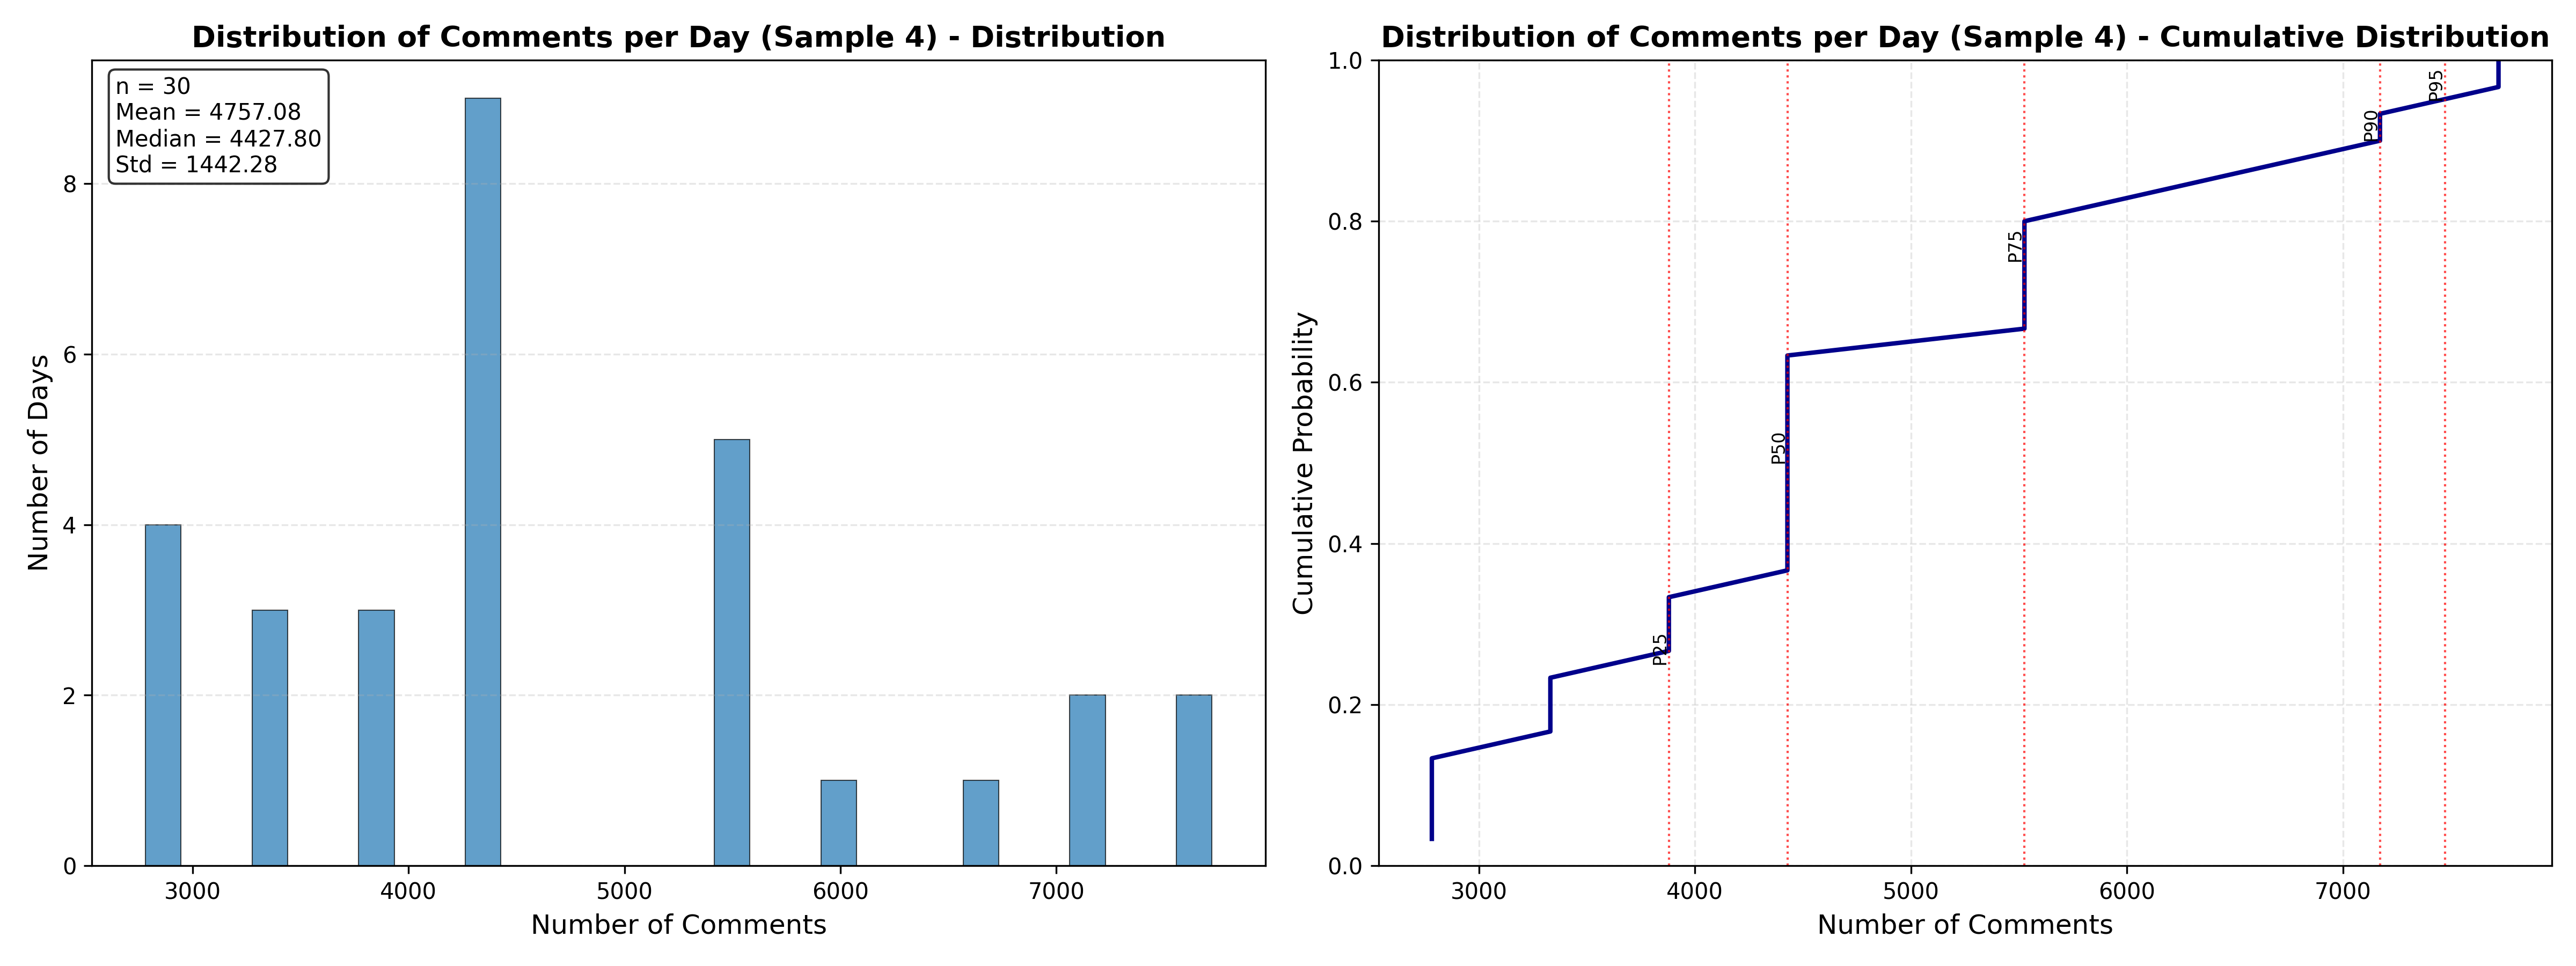 Distribution of Comments per Day (Sample 4) - Distribution
n = 30
Mean = 4757.08
Median = 4427.80
Std = 1442.28
Number of Days
8
6
4
2
0
3000
4000
5000
6000
7000
Number of Comments
Distribution of Comments per Day (Sample 4) - Cumulative Distribution
Cumulative Probability
1.0
0.8
0.6
0.4
0.2
0.0
P25
P50
P75
P90
P95
3000
4000
5000
6000
7000
Number of Comments